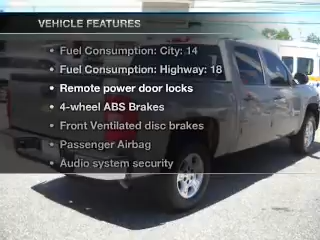 VEHICLE FEATURES
Fuel Consumption: City: 14
Fuel Consumption: Highway: 18
Remote power door locks
4-wheel ABS Brakes
Front Ventilated disc brakes
Passenger Airbag
Audio system security